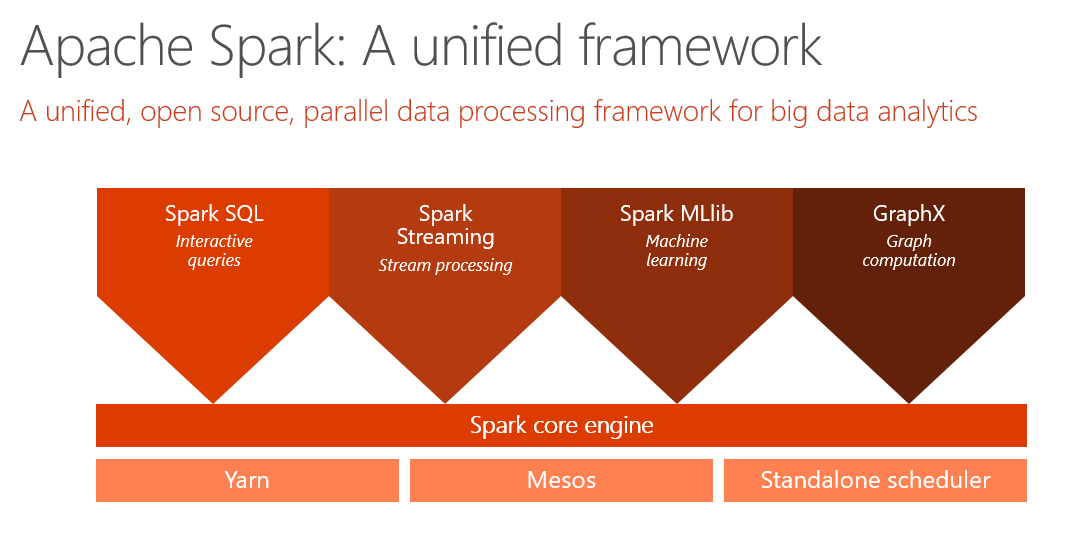 Apache Spark: A unified framework
A unified, open source, parallel data processing framework for big data analytics
Spark SQL
Interactive
queries
Spark
Streaming
Stream processing
Spark MLlib
Machine
learning
GraphX
Graph
computation
Spark core engine
Yarn
Mesos
Standalone scheduler